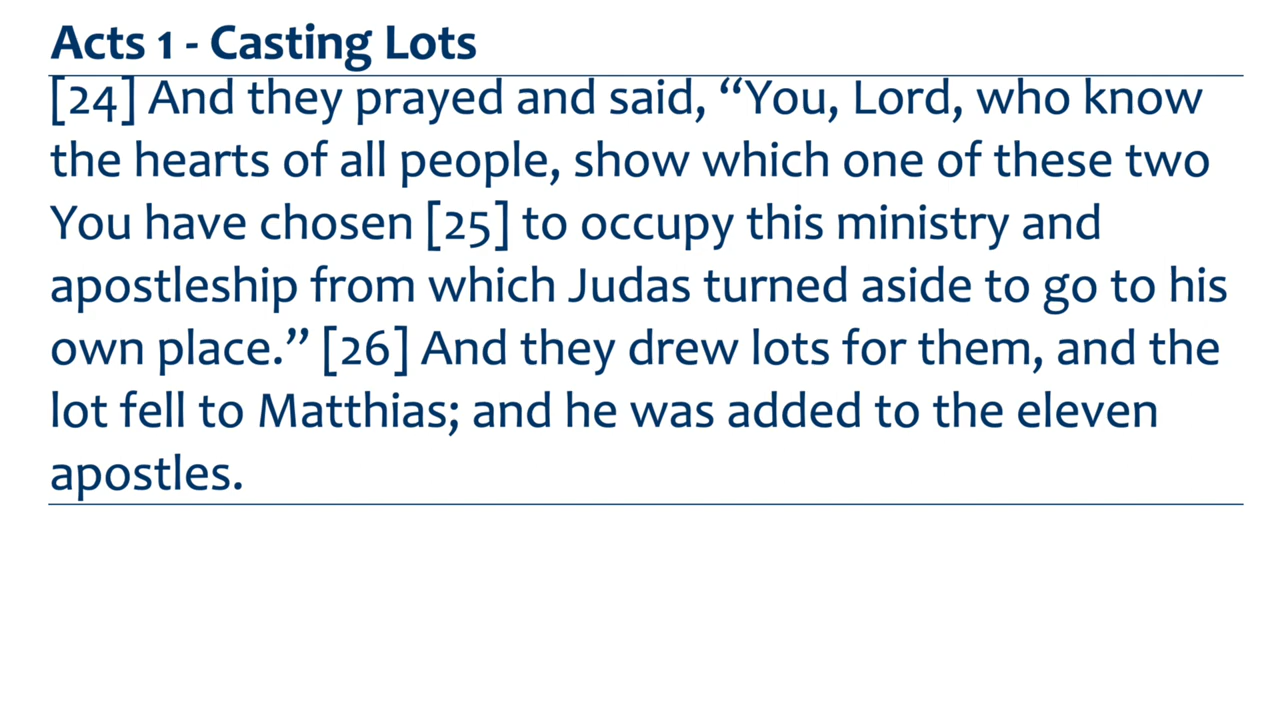 Acts 1 - Casting Lots
[24] And they prayed and said, “You, Lord, who know
the hearts of all people, show which one of these two
You have chosen [25] to occupy this ministry and
apostleship from which Judas turned aside to go to his
own place.” [26] And they drew lots for them, and the
lot fell to Matthias; and he was added to the eleven
apostles.